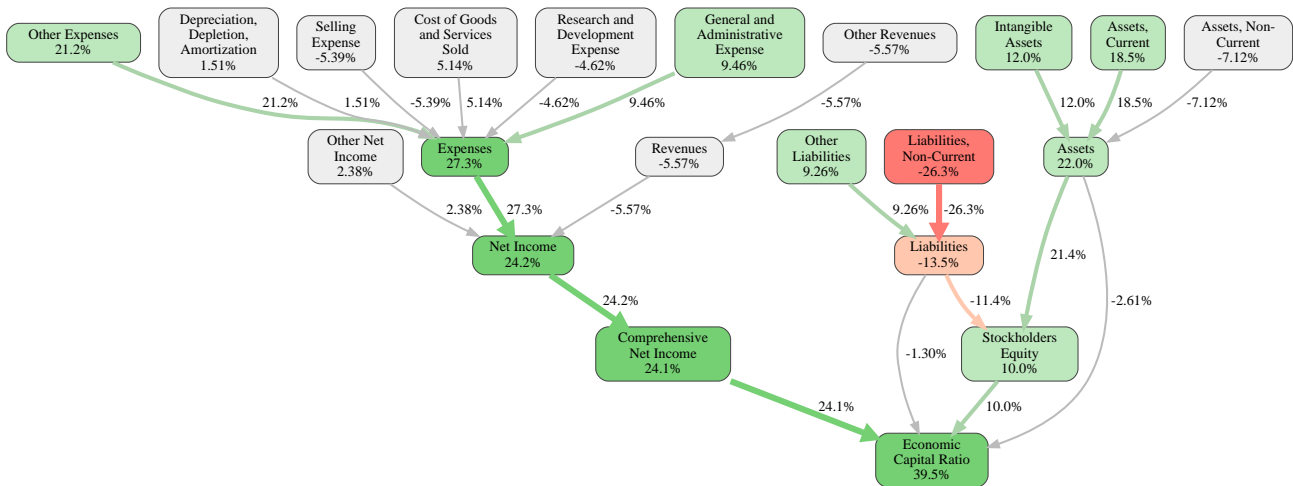 Other Expenses
21.2%
Depreciation,
Depletion,
Amortization
1.51%
Selling
Expense
-5.39%
Cost of Goods
and Services
Sold
5.14%
Research and
Development
Expense
-4.62%
General and
Administrative
Expense
9.46%
Other Revenues
-5.57%
Intangible
Assets
12.0%
Assets,
Current
18.5%
Assets, Non-
Current
-7.12%
21.2%
1.51%
-5.39%
5.14%
-4.62%
9.46%
-5.57%
12.0%
18.5%
-7.12%
Other Net
Income
2.38%
Expenses
27.3%
Revenues
-5.57%
Other
Liabilities
9.26%
Liabilities,
Non-Current
-26.3%
Assets
22.0%
2.38%
27.3%
-5.57%
9.26%
-26.3%
Net Income
24.2%
Liabilities
-13.5%
21.4%
24.2%
-11.4%
-2.61%
Comprehensive
Net Income
24.1%
-1.30%
Stockholders
Equity
10.0%
24.1%
10.0%
Economic
Capital Ratio
39.5%